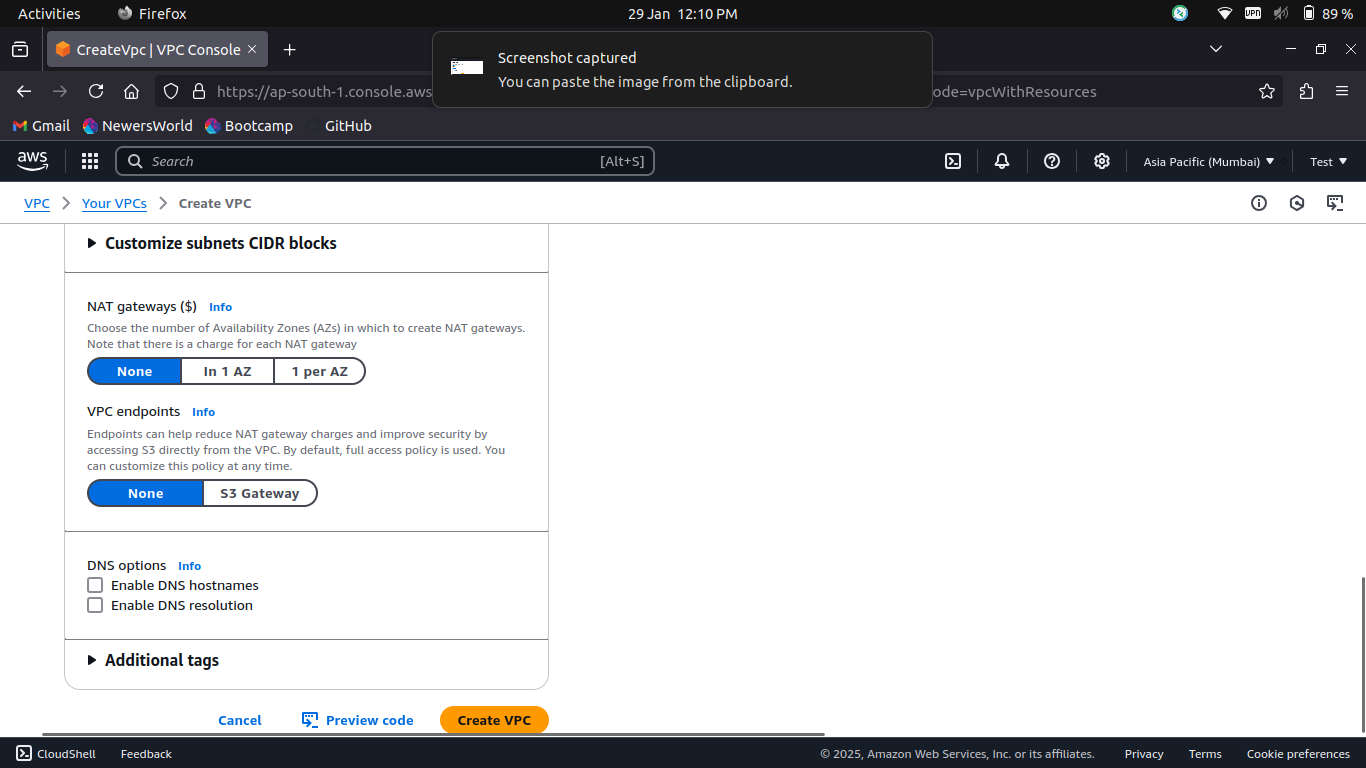 Activities Firefox 29 Jan 12:10 PM VPN 89 %
CreateVpc | VPC Console
Screenshot captured
You can paste the image from the clipboard.
https://ap-south-1.console.aws ode=vpcWithResources
Gmail NewersWorld Bootcamp GitHub
aws Search [Alt+S] Asia Pacific (Mumbai) Test
VPC Your VPCs Create VPC
Customize subnets CIDR blocks
NAT gateways ($) Info
Choose the number of Availability Zones (AZs) in which to create NAT gateways.
Note that there is a charge for each NAT gateway
None In 1 AZ 1 per AZ
VPC endpoints Info
Endpoints can help reduce NAT gateway charges and improve security by
accessing S3 directly from the VPC. By default, full access policy is used. You
can customize this policy at any time.
None S3 Gateway
DNS options Info
Enable DNS hostnames
Enable DNS resolution
Additional tags
Cancel Preview code Create VPC
CloudShell Feedback © 2025, Amazon Web Services, Inc. or its affiliates. Privacy Terms Cookie preferences